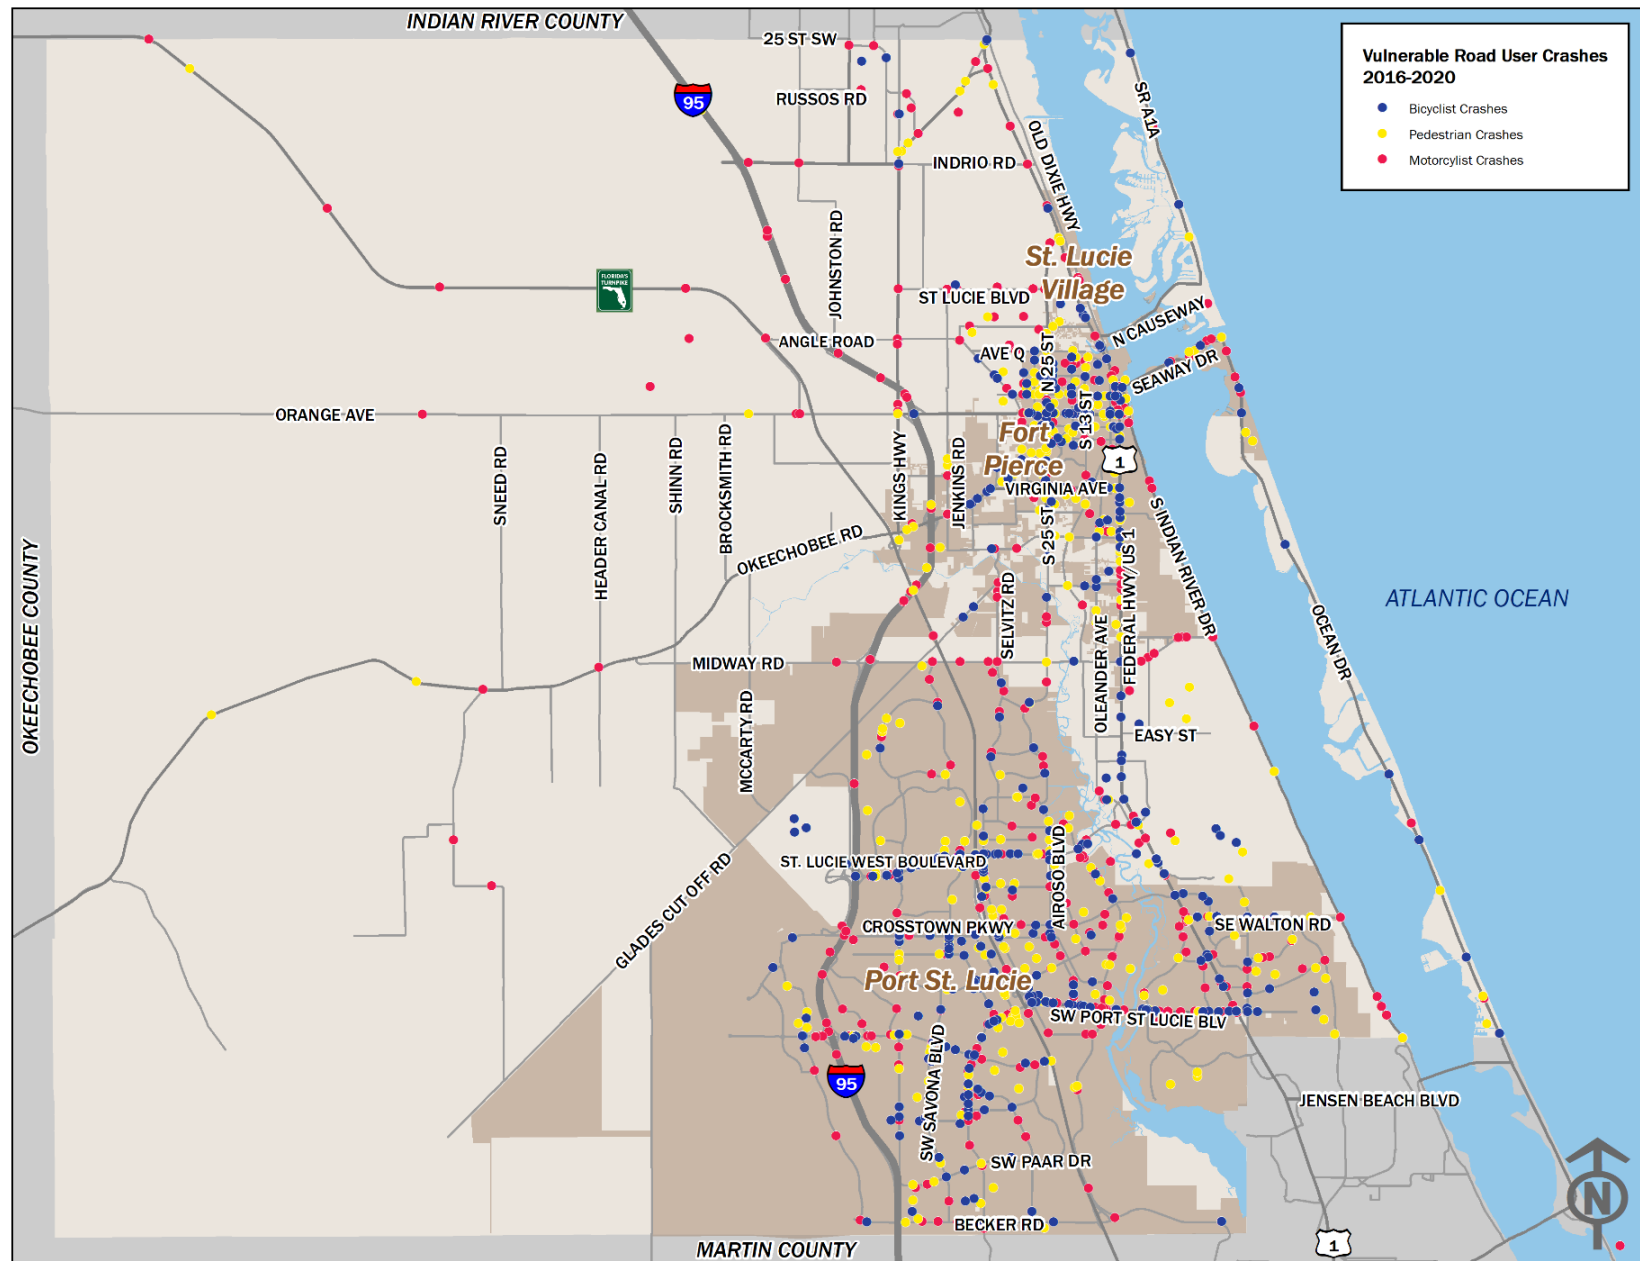 INDIAN RIVER COUNTY
25 ST SW
95
RUSSOS RD
INDRIO RD
OLD DIXIE HWY
SR A1A
Vulnerable Road User Crashes
2016-2020
Bicyclist Crashes
Pedestrian Crashes
Motorcylist Crashes
JOHNSTON RD
St. Lucie
Village
FLORIDA'S
TURNPIKE
ST LUCIE BLVD
N CAUSEWAY
ANGLE ROAD
AVE Q
N 25 ST
SEAWAY DR
ORANGE AVE
S 13 ST
Fort
Pierce
1
SNEED RD
HEADER CANAL RD
SHINN RD
BROCKSMITH RD
KINGS HWY
JENKINS RD
VIRGINIA AVE
S 25 ST
S INDIAN RIVER DR
OKEECHOBEE RD
OKEECHOBEE COUNTY
SELVITZ RD
OLEANDER AVE
FEDERAL HWY/US 1
ATLANTIC OCEAN
OCEAN DR
MIDWAY RD
MCCARTY RD
EASY ST
GLADES CUT OFF RD
ST. LUCIE WEST BOULEVARD
AIROSO BLVD
CROSSTOWN PKWY
SE WALTON RD
Port St. Lucie
SW PORT ST LUCIE BLV
SW SAVONA BLVD
95
JENSEN BEACH BLVD
SW PAAR DR
BECKER RD
MARTIN COUNTY
1
N